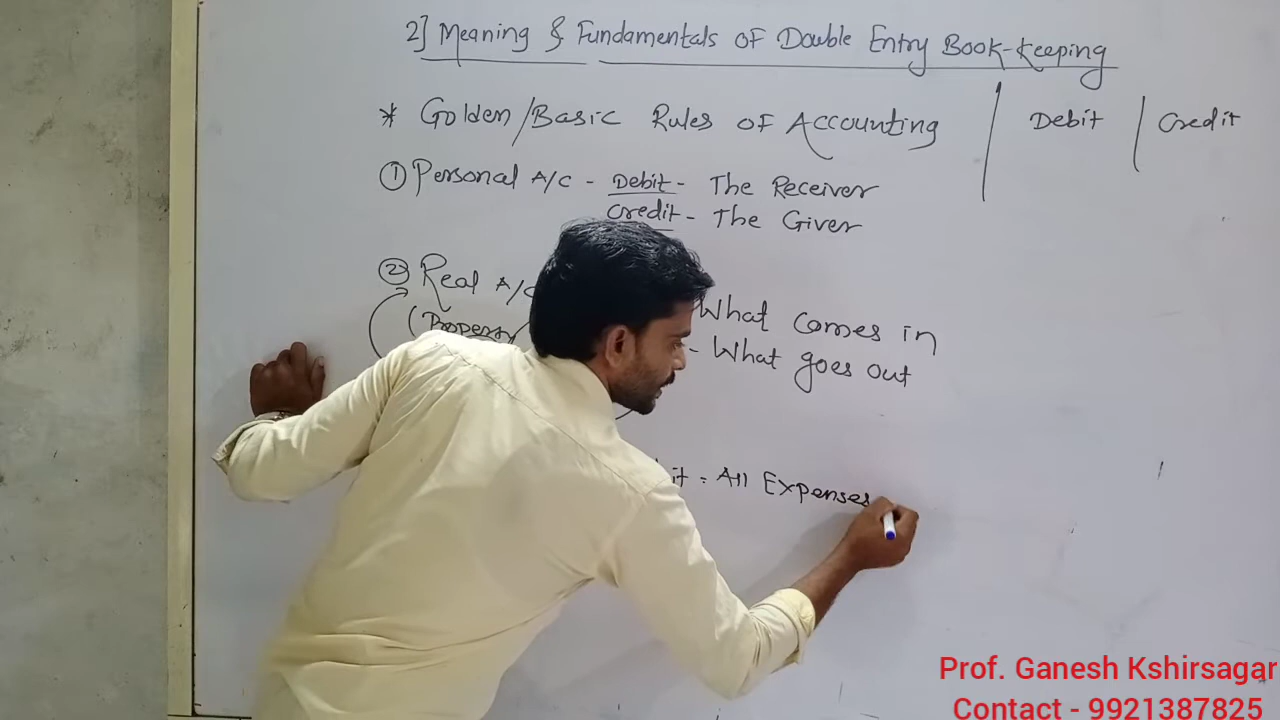 2] Meaning & Fundamentals of Double Entry Book-Keeping
* Golden/Basic Rules of Accounting | Debit | Credit
① Personal A/C - Debit - The Receiver
Credit - The Giver
② Real A/C What comes in
- What goes out
it = All Expenses
Prof. Ganesh Kshirsagar
Contact - 9921387825